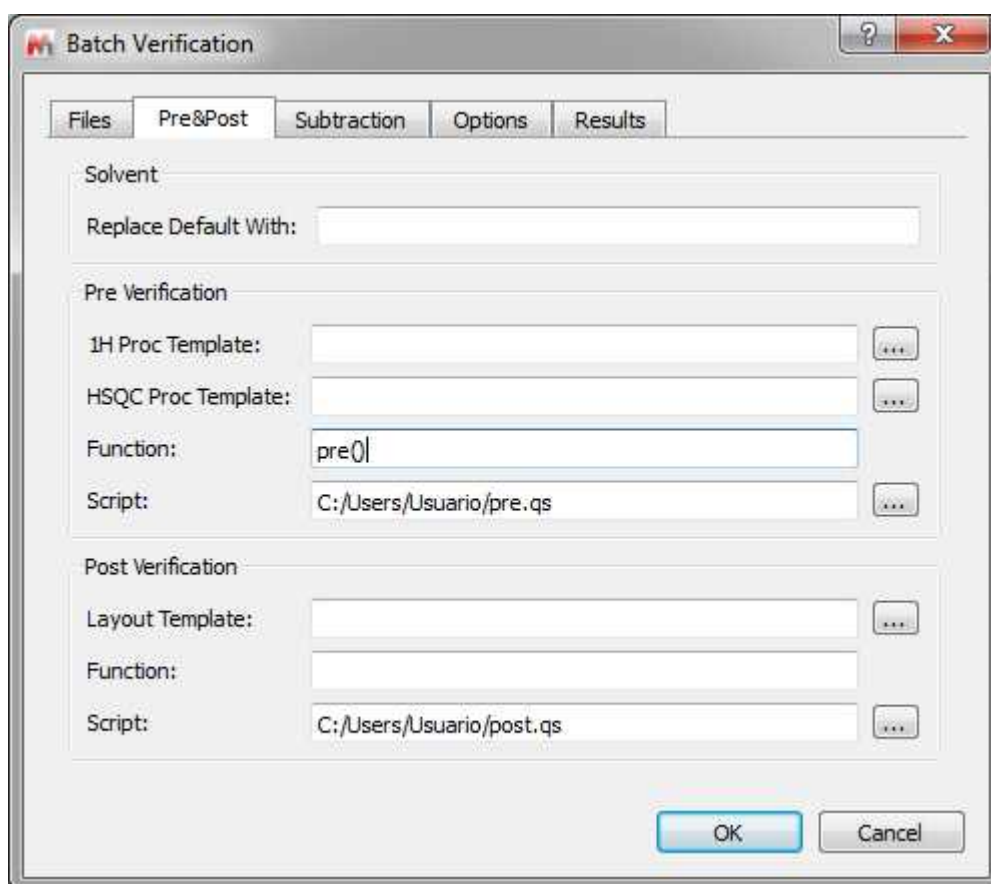 Batch Verification
Files Pre&Post Subtraction Options Results
Solvent
Replace Default With:
Pre Verification
1H Proc Template: ...
HSQC Proc Template: ...
Function: pre()
Script: C:/Users/Usuario/pre.qs ...
Post Verification
Layout Template: ...
Function:
Script: C:/Users/Usuario/post.qs ...
OK Cancel